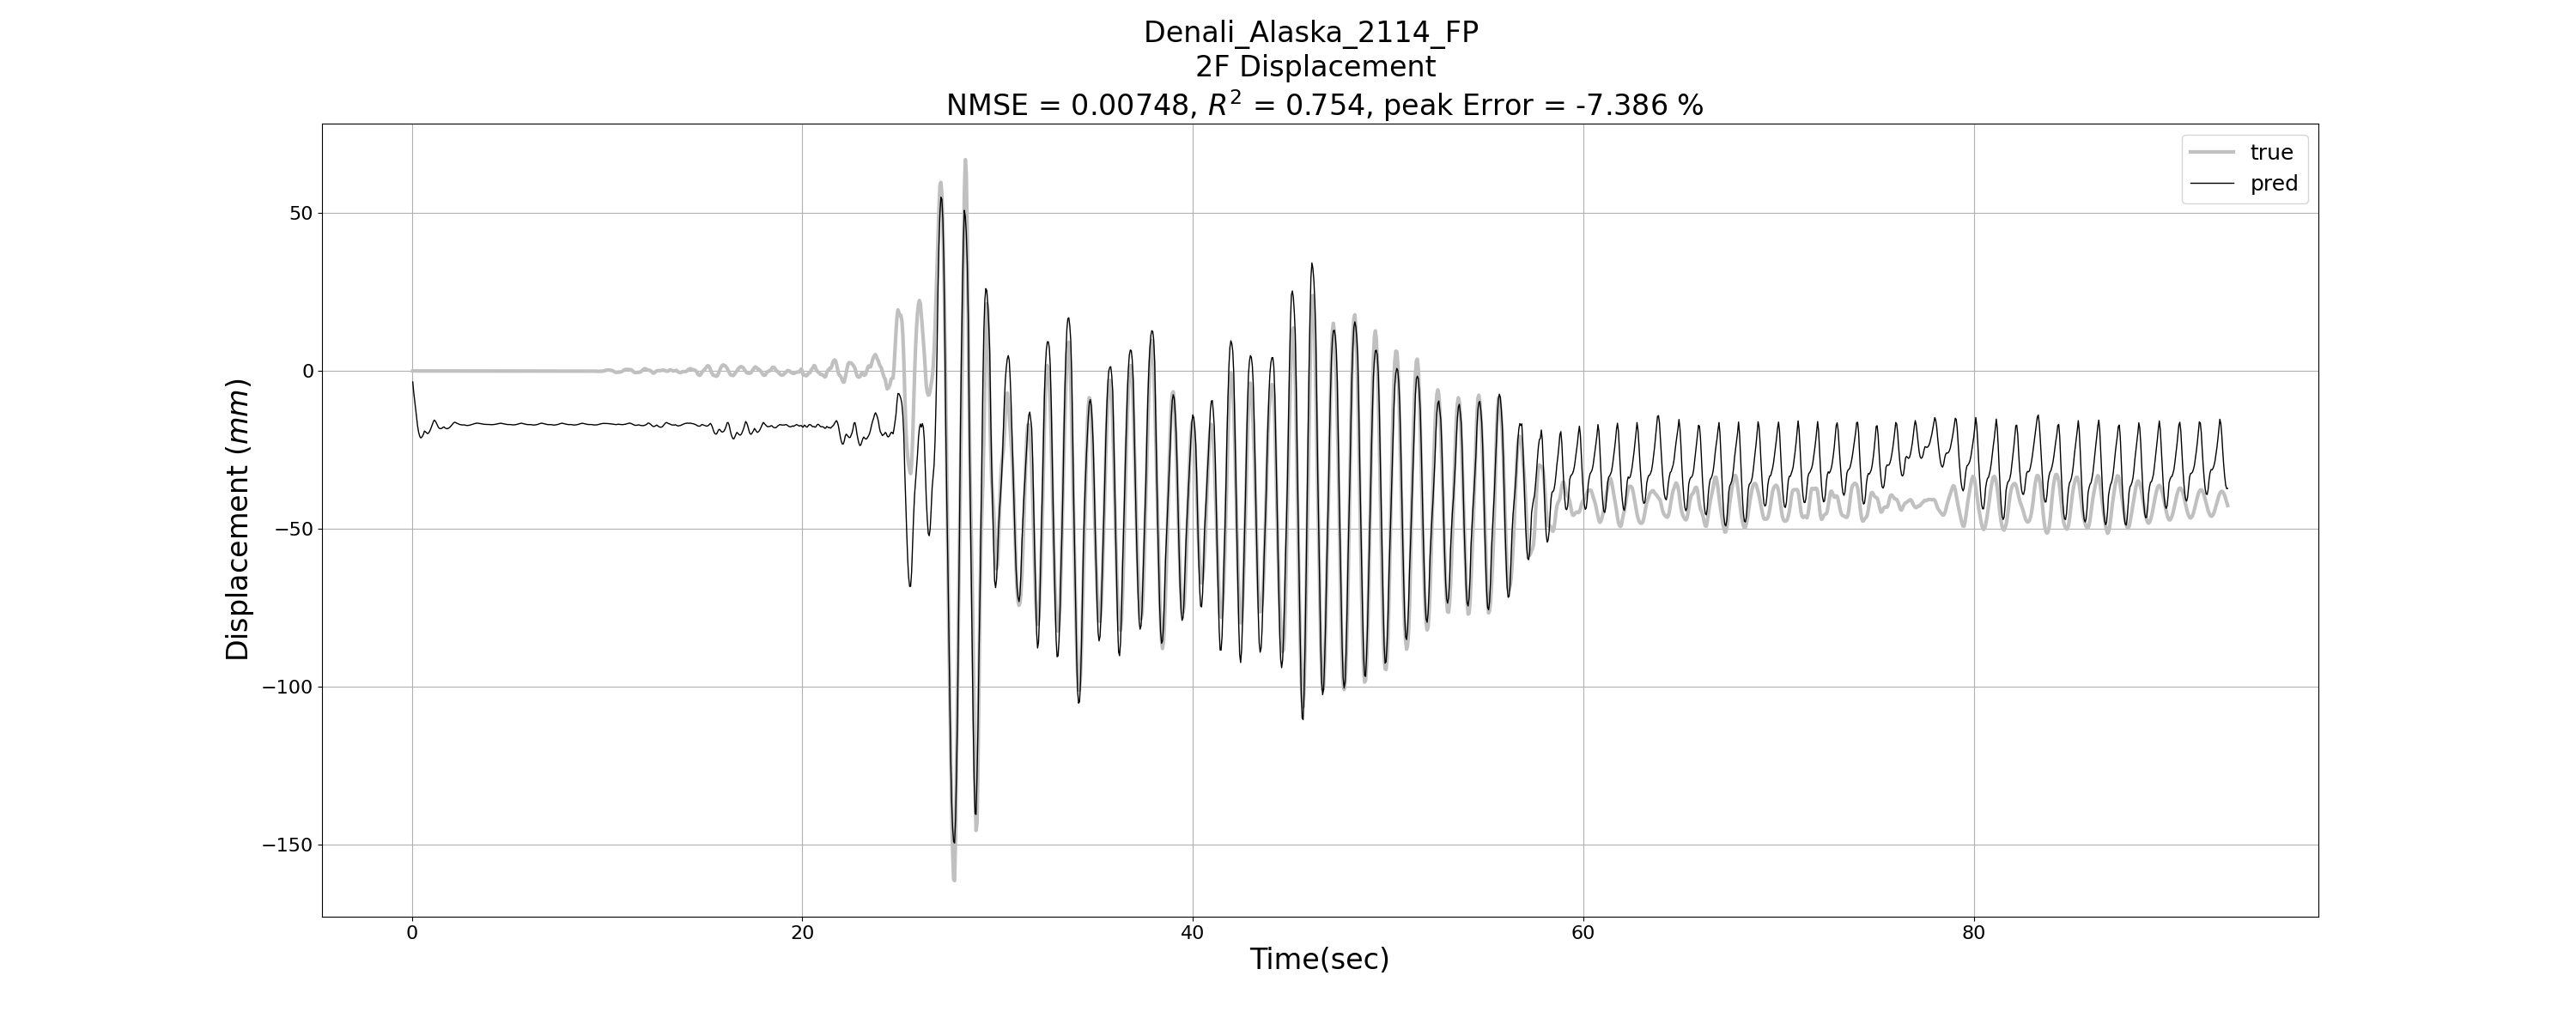 Denali_Alaska_2114_FP
2F Displacement
NMSE = 0.00748, R² = 0.754, peak Error = -7.386 %
true
pred
Displacement (mm)
50
0
−50
−100
−150
0 20 40 60 80
Time(sec)